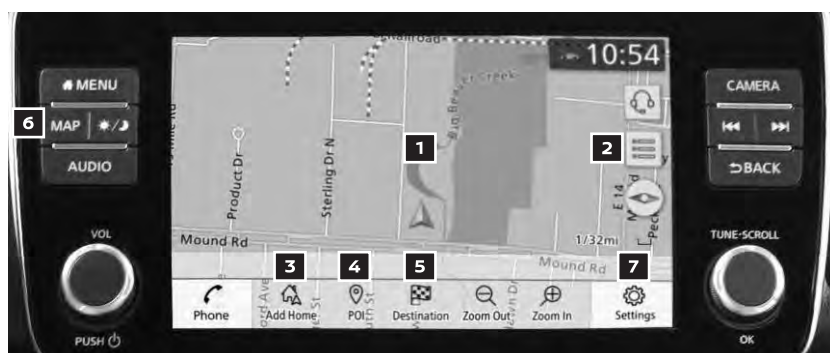 MENU
MAP
AUDIO
VOL
PUSH
6
Railroad
10:54
Big Beaver Creek
1
2
Product Dr
Sterling Dr N
E 14
Mound Rd
1/32mi
Mound Rd
3
4
5
7
Phone
Add Home
POI
Destination
Zoom Out
Zoom In
Settings
CAMERA
BACK
TUNE·SCROLL
OK